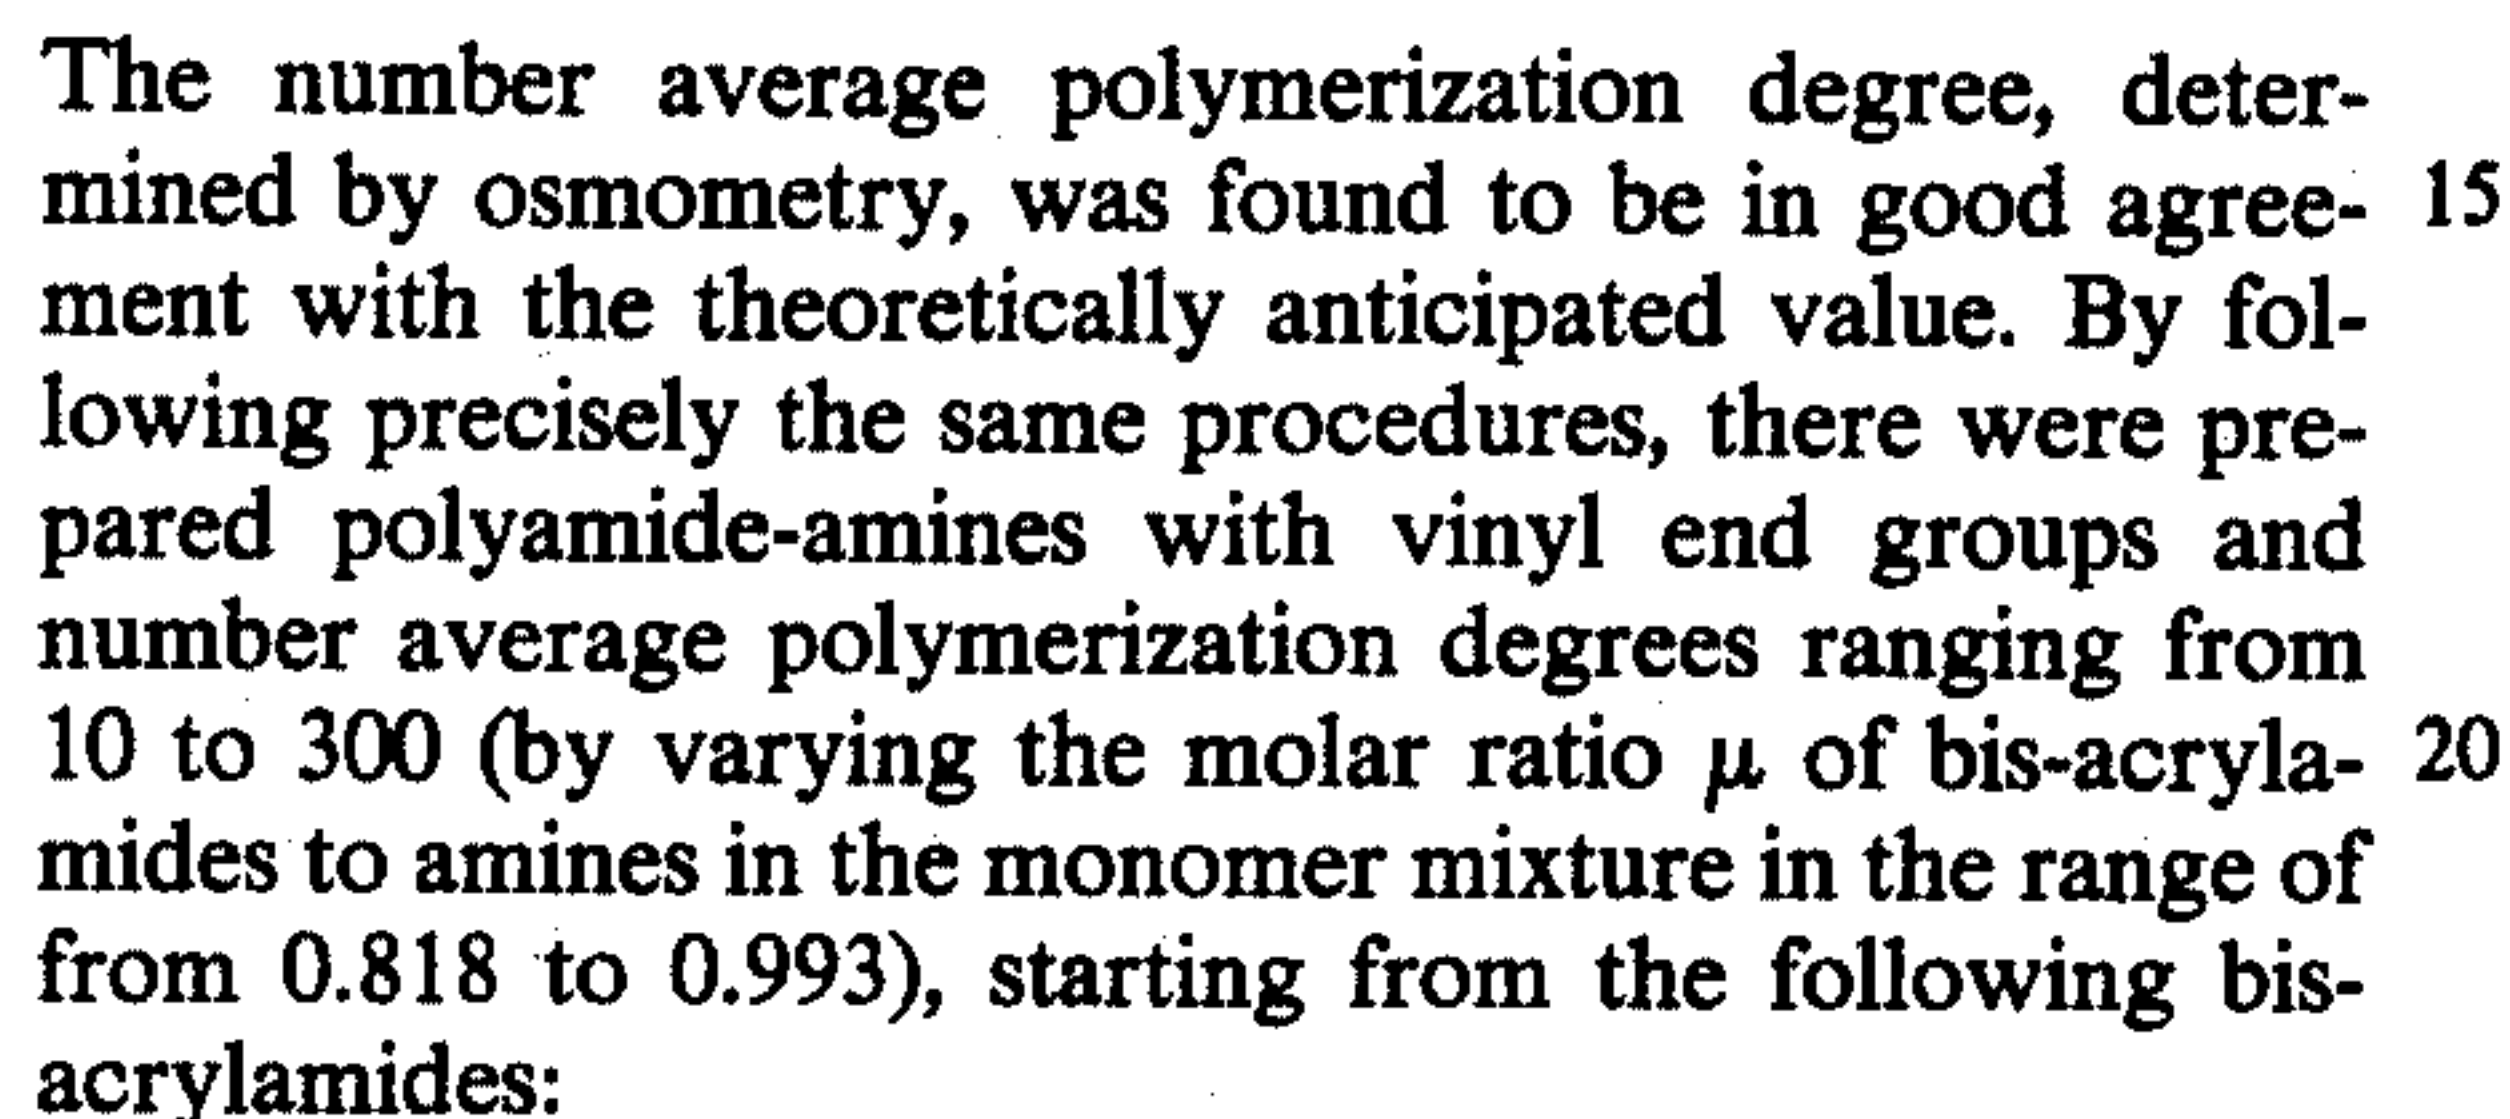 The number average polymerization degree, deter-
mined by osmometry, was found to be in good agree- 15
ment with the theoretically anticipated value. By fol-
lowing precisely the same procedures, there were pre-
pared polyamide-amines with vinyl end groups and
number average polymerization degrees ranging from
10 to 300 (by varying the molar ratio μ of bis-acryla- 20
mides to amines in the monomer mixture in the range of
from 0.818 to 0.993), starting from the following bis-
acrylamides: